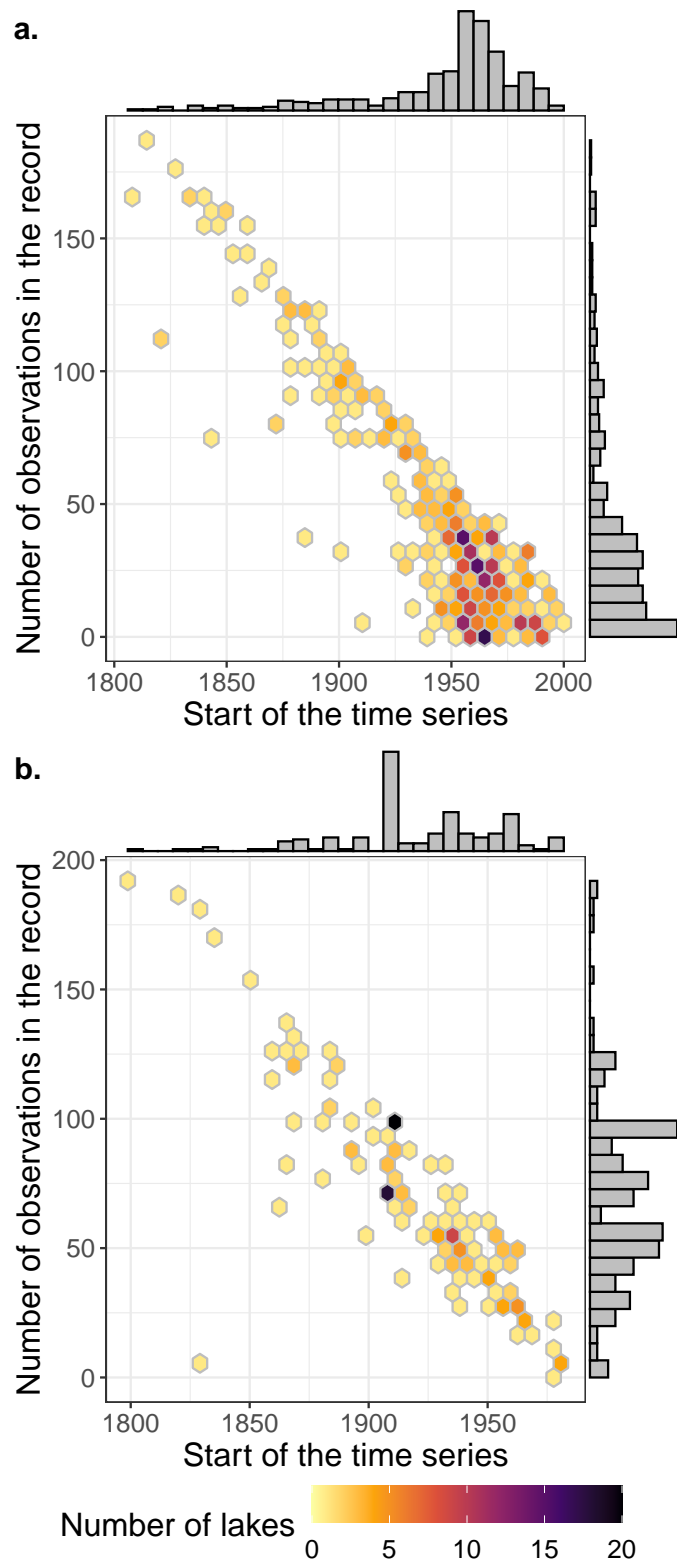 a.
150
100
50
0
Number of observations in the record
1800 1850 1900 1950 2000
Start of the time series
b.
200
150
100
50
0
Number of observations in the record
1800 1850 1900 1950
Start of the time series
Number of lakes
0 5 10 15 20